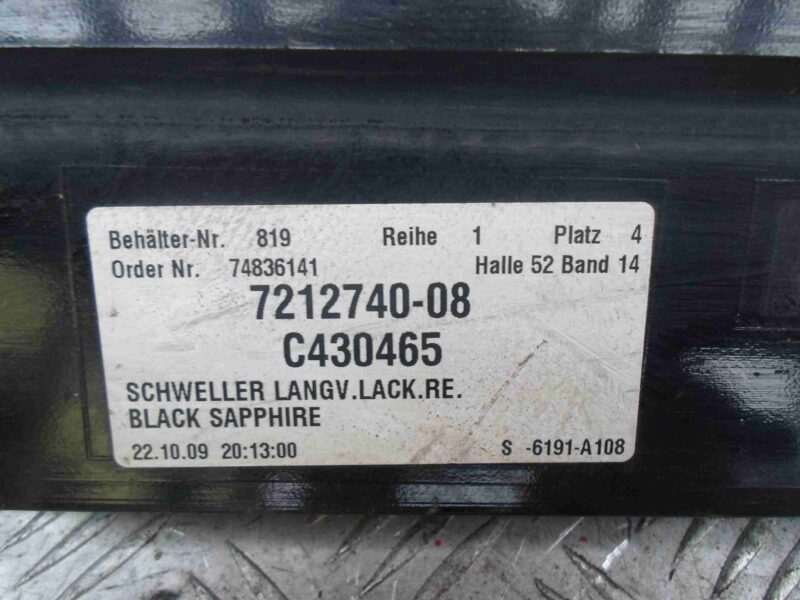 Behälter-Nr. 819 Reihe 1 Platz 4
Order Nr. 74836141 Halle 52 Band 14
7212740-08
C430465
SCHWELLER LANGV.LACK.RE.
BLACK SAPPHIRE
22.10.09 20:13:00 S -6191-A108